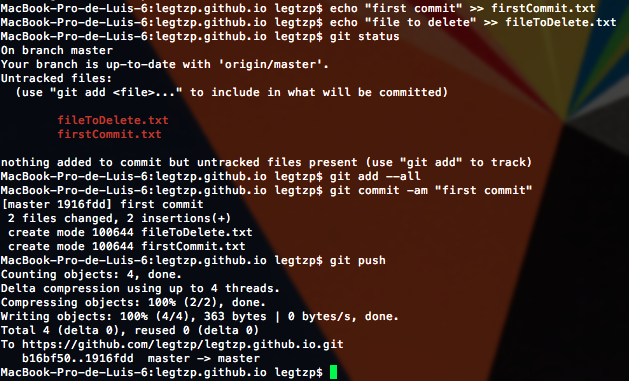 MacBook-Pro-de-Luis-6:legtzp.github.io legtzp$ echo "first commit" >> firstCommit.txt
MacBook-Pro-de-Luis-6:legtzp.github.io legtzp$ echo "file to delete" >> fileToDelete.txt
MacBook-Pro-de-Luis-6:legtzp.github.io legtzp$ git status
On branch master
Your branch is up-to-date with 'origin/master'.
Untracked files:
  (use "git add <file>..." to include in what will be committed)

        fileToDelete.txt
        firstCommit.txt

nothing added to commit but untracked files present (use "git add" to track)
MacBook-Pro-de-Luis-6:legtzp.github.io legtzp$ git add --all
MacBook-Pro-de-Luis-6:legtzp.github.io legtzp$ git commit -am "first commit"
[master 1916fdd] first commit
 2 files changed, 2 insertions(+)
 create mode 100644 fileToDelete.txt
 create mode 100644 firstCommit.txt
MacBook-Pro-de-Luis-6:legtzp.github.io legtzp$ git push
Counting objects: 4, done.
Delta compression using up to 4 threads.
Compressing objects: 100% (2/2), done.
Writing objects: 100% (4/4), 363 bytes | 0 bytes/s, done.
Total 4 (delta 0), reused 0 (delta 0)
To https://github.com/legtzp/legtzp.github.io.git
   b16bf50..1916fdd  master -> master
MacBook-Pro-de-Luis-6:legtzp.github.io legtzp$